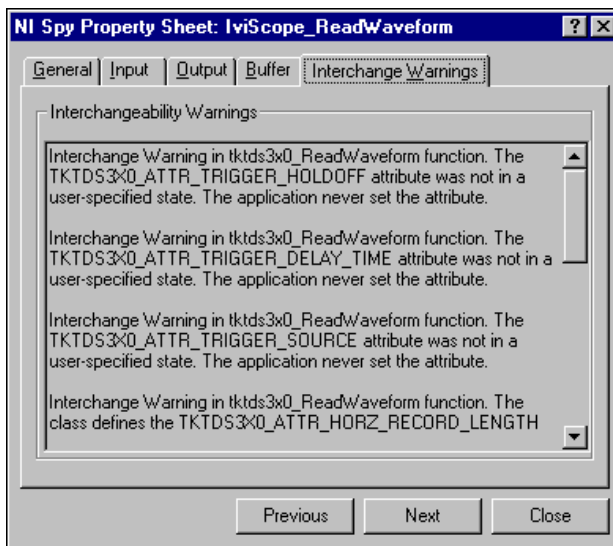 NI Spy Property Sheet: IviScope_ReadWaveform
General Input Output Buffer Interchange Warnings
Interchangeability Warnings
Interchange Warning in tktds3x0_ReadWaveform function. The
TKTDS3X0_ATTR_TRIGGER_HOLDOFF attribute was not in a
user-specified state. The application never set the attribute.
Interchange Warning in tktds3x0_ReadWaveform function. The
TKTDS3X0_ATTR_TRIGGER_DELAY_TIME attribute was not in a
user-specified state. The application never set the attribute.
Interchange Warning in tktds3x0_ReadWaveform function. The
TKTDS3X0_ATTR_TRIGGER_SOURCE attribute was not in a
user-specified state. The application never set the attribute.
Interchange Warning in tktds3x0_ReadWaveform function. The
class defines the TKTDS3X0_ATTR_HORZ_RECORD_LENGTH
Previous Next Close